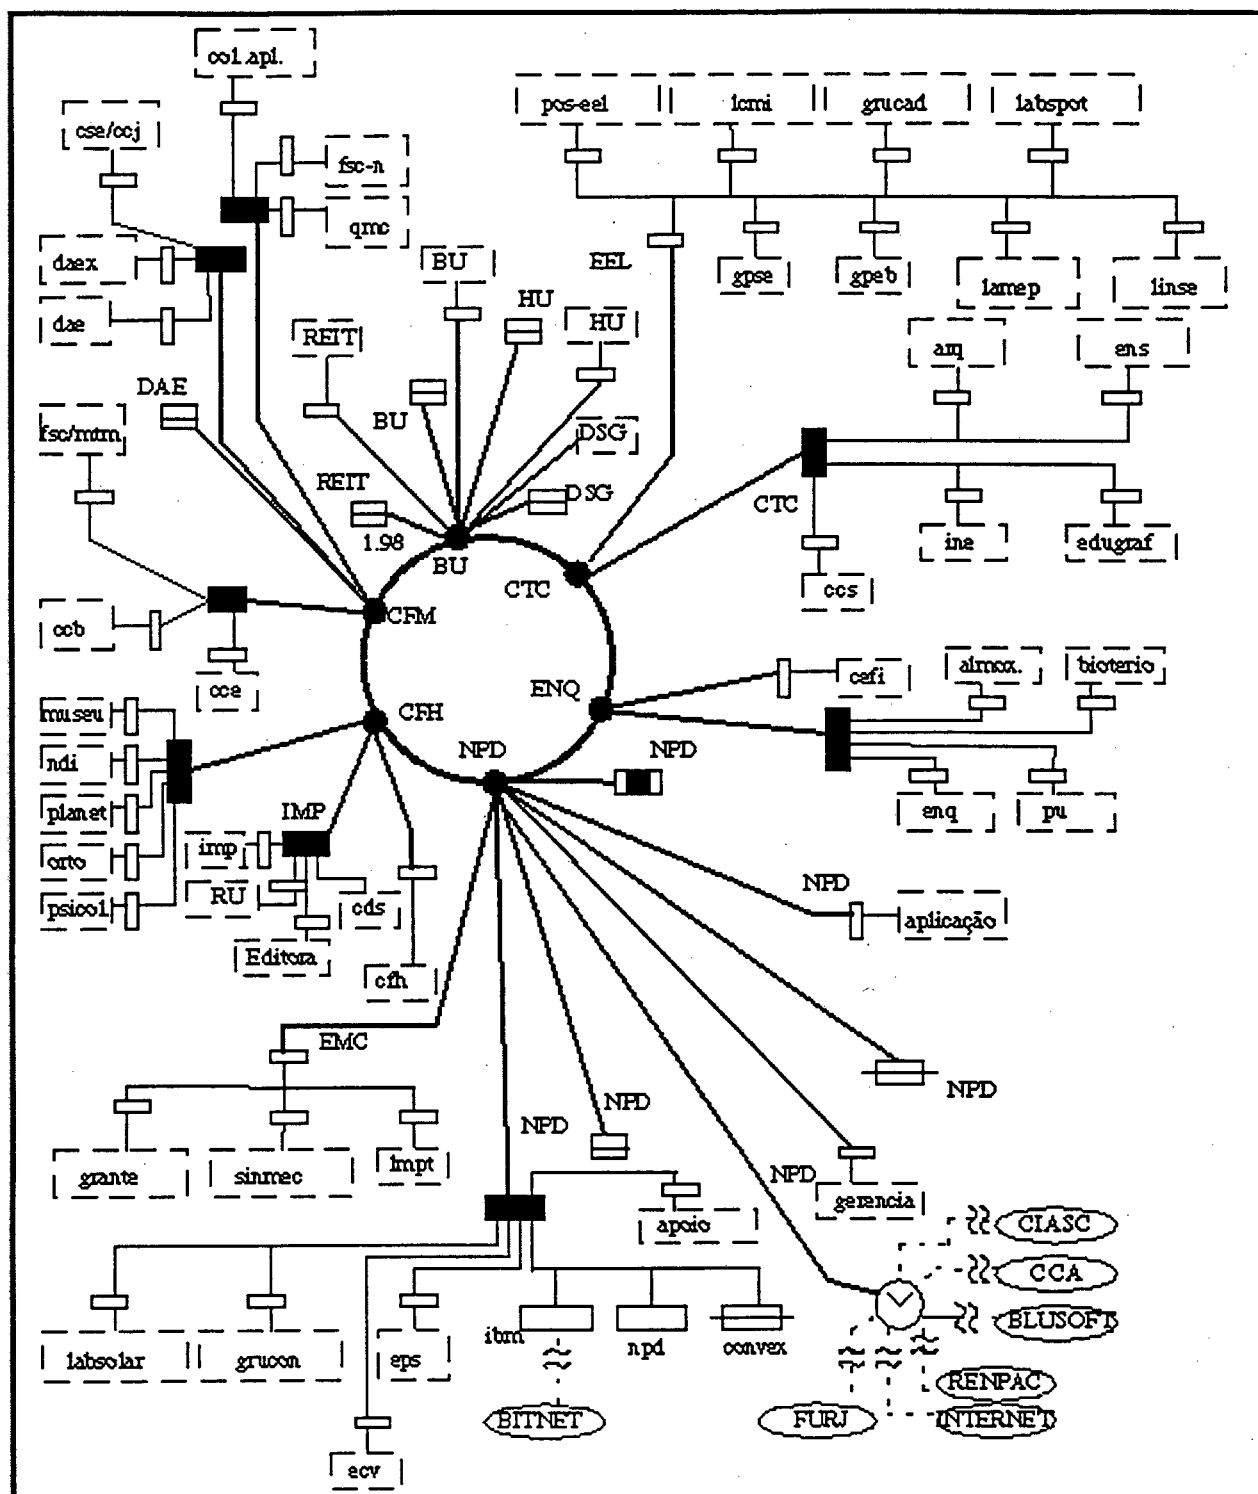 col.apl.
pos-eel
lcmi
grucad
labspot
cse/ccj
fsc-n
qmc
daex
BU
EEL
gpse
gpeb
lamep
linse
dae
HU
HU
REIT
arq
ens
DAE
BU
fsc/mtm
DSG
REIT
DSG
CTC
1.98
ine
edugraf
BU
CTC
ccs
CFM
ccb
cce
ENQ
cefi
almox.
bioterio
museu
CFH
NPD
NPD
ndi
planet
IMP
enq
pu
orto
imp
NPD
psicol
RU
cds
aplicação
Editora
cfh
EMC
NPD
NPD
NPD
grante
sinmec
lmpt
NPD
gerencia
apoio
CIASC
CCA
BLUSOFT
ibm
npd
convex
labsolar
grucon
eps
RENPAC
BITNET
FURJ
INTERNET
ecv